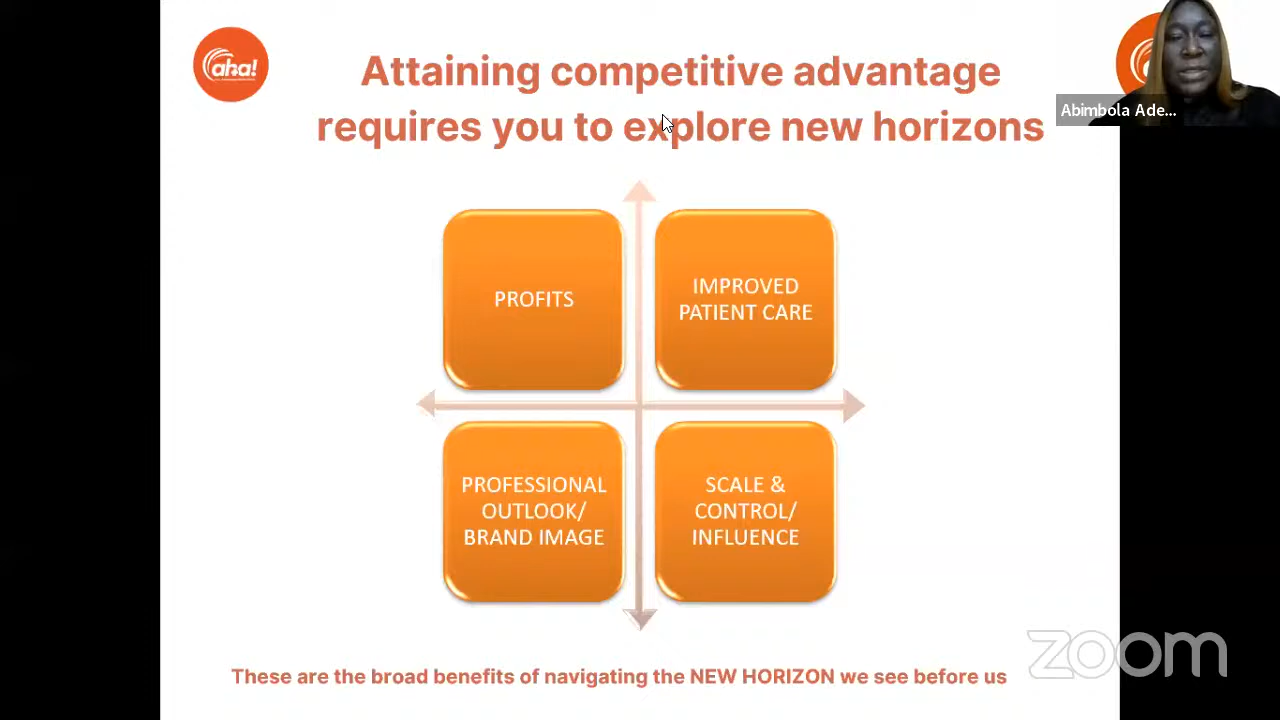 aha!
Attaining competitive advantage
requires you to explore new horizons
Abimbola Ade...
PROFITS
IMPROVED
PATIENT CARE
PROFESSIONAL
OUTLOOK/
BRAND IMAGE
SCALE &
CONTROL/
INFLUENCE
These are the broad benefits of navigating the NEW HORIZON we see before us
zoom